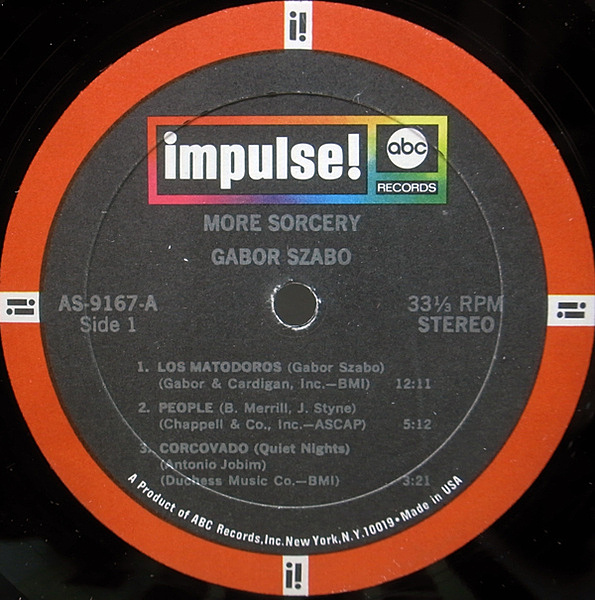 i!
impulse!
abc
RECORDS
MORE SORCERY
GABOR SZABO
AS-9167-A
Side 1
33⅓ RPM
STEREO
i!
i!
1. LOS MATODOROS (Gabor Szabo)
(Gabor & Cardigan, Inc.—BMI) 12:11
2. PEOPLE (B. Merrill, J. Styne)
(Chappell & Co., Inc.—ASCAP) 5:12
3. CORCOVADO (Quiet Nights)
(Antonio Jobim)
(Duchess Music Co.—BMI) 3:21
A Product of ABC Records, Inc. New York, N.Y. 10019 • Made in USA
i!